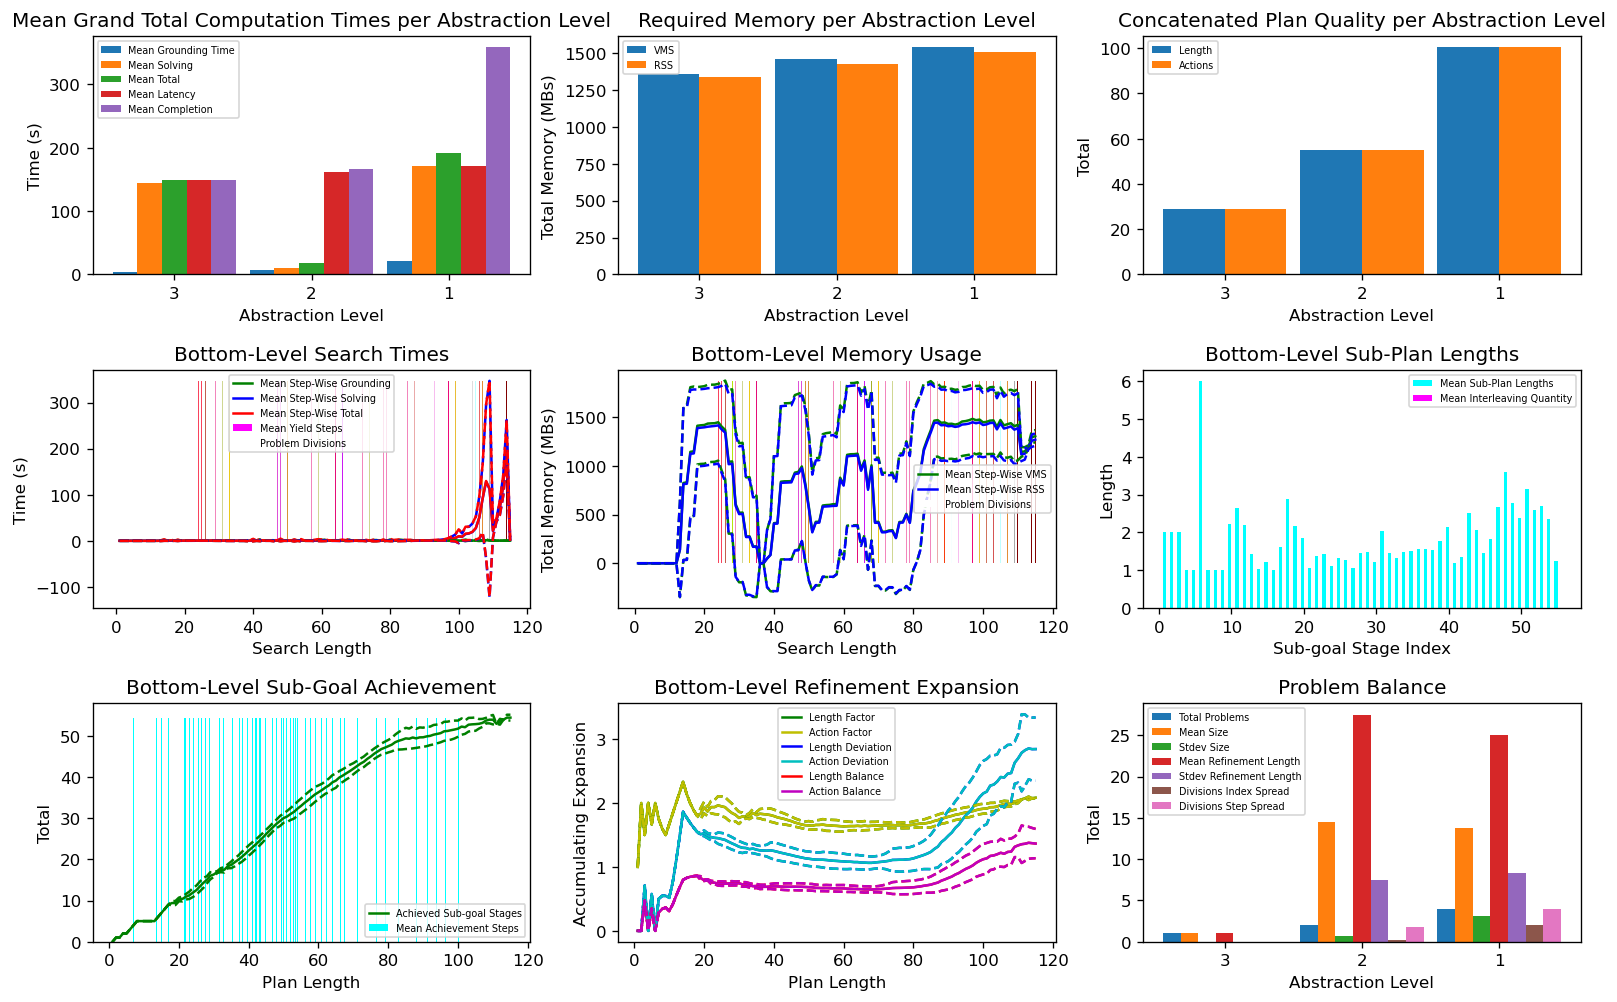 Mean Grand Total Computation Times per Abstraction Level
Mean Grounding Time
Mean Solving
Mean Total
Mean Latency
Mean Completion
Time (s)
0
100
200
300
3
2
1
Abstraction Level
Required Memory per Abstraction Level
VMS
RSS
Total Memory (MBs)
0
250
500
750
1000
1250
1500
3
2
1
Abstraction Level
Concatenated Plan Quality per Abstraction Level
Length
Actions
Total
0
20
40
60
80
100
3
2
1
Abstraction Level
Bottom-Level Search Times
Mean Step-Wise Grounding
Mean Step-Wise Solving
Mean Step-Wise Total
Mean Yield Steps
Problem Divisions
Time (s)
−100
0
100
200
300
0
20
40
60
80
100
120
Search Length
Bottom-Level Memory Usage
Mean Step-Wise VMS
Mean Step-Wise RSS
Problem Divisions
Total Memory (MBs)
0
500
1000
1500
0
20
40
60
80
100
120
Search Length
Bottom-Level Sub-Plan Lengths
Mean Sub-Plan Lengths
Mean Interleaving Quantity
Length
0
1
2
3
4
5
6
0
10
20
30
40
50
Sub-goal Stage Index
Bottom-Level Sub-Goal Achievement
Achieved Sub-goal Stages
Mean Achievement Steps
Total
0
10
20
30
40
50
0
20
40
60
80
100
120
Plan Length
Bottom-Level Refinement Expansion
Length Factor
Action Factor
Length Deviation
Action Deviation
Length Balance
Action Balance
Accumulating Expansion
0
1
2
3
0
20
40
60
80
100
120
Plan Length
Problem Balance
Total Problems
Mean Size
Stdev Size
Mean Refinement Length
Stdev Refinement Length
Divisions Index Spread
Divisions Step Spread
Total
0
5
10
15
20
25
3
2
1
Abstraction Level